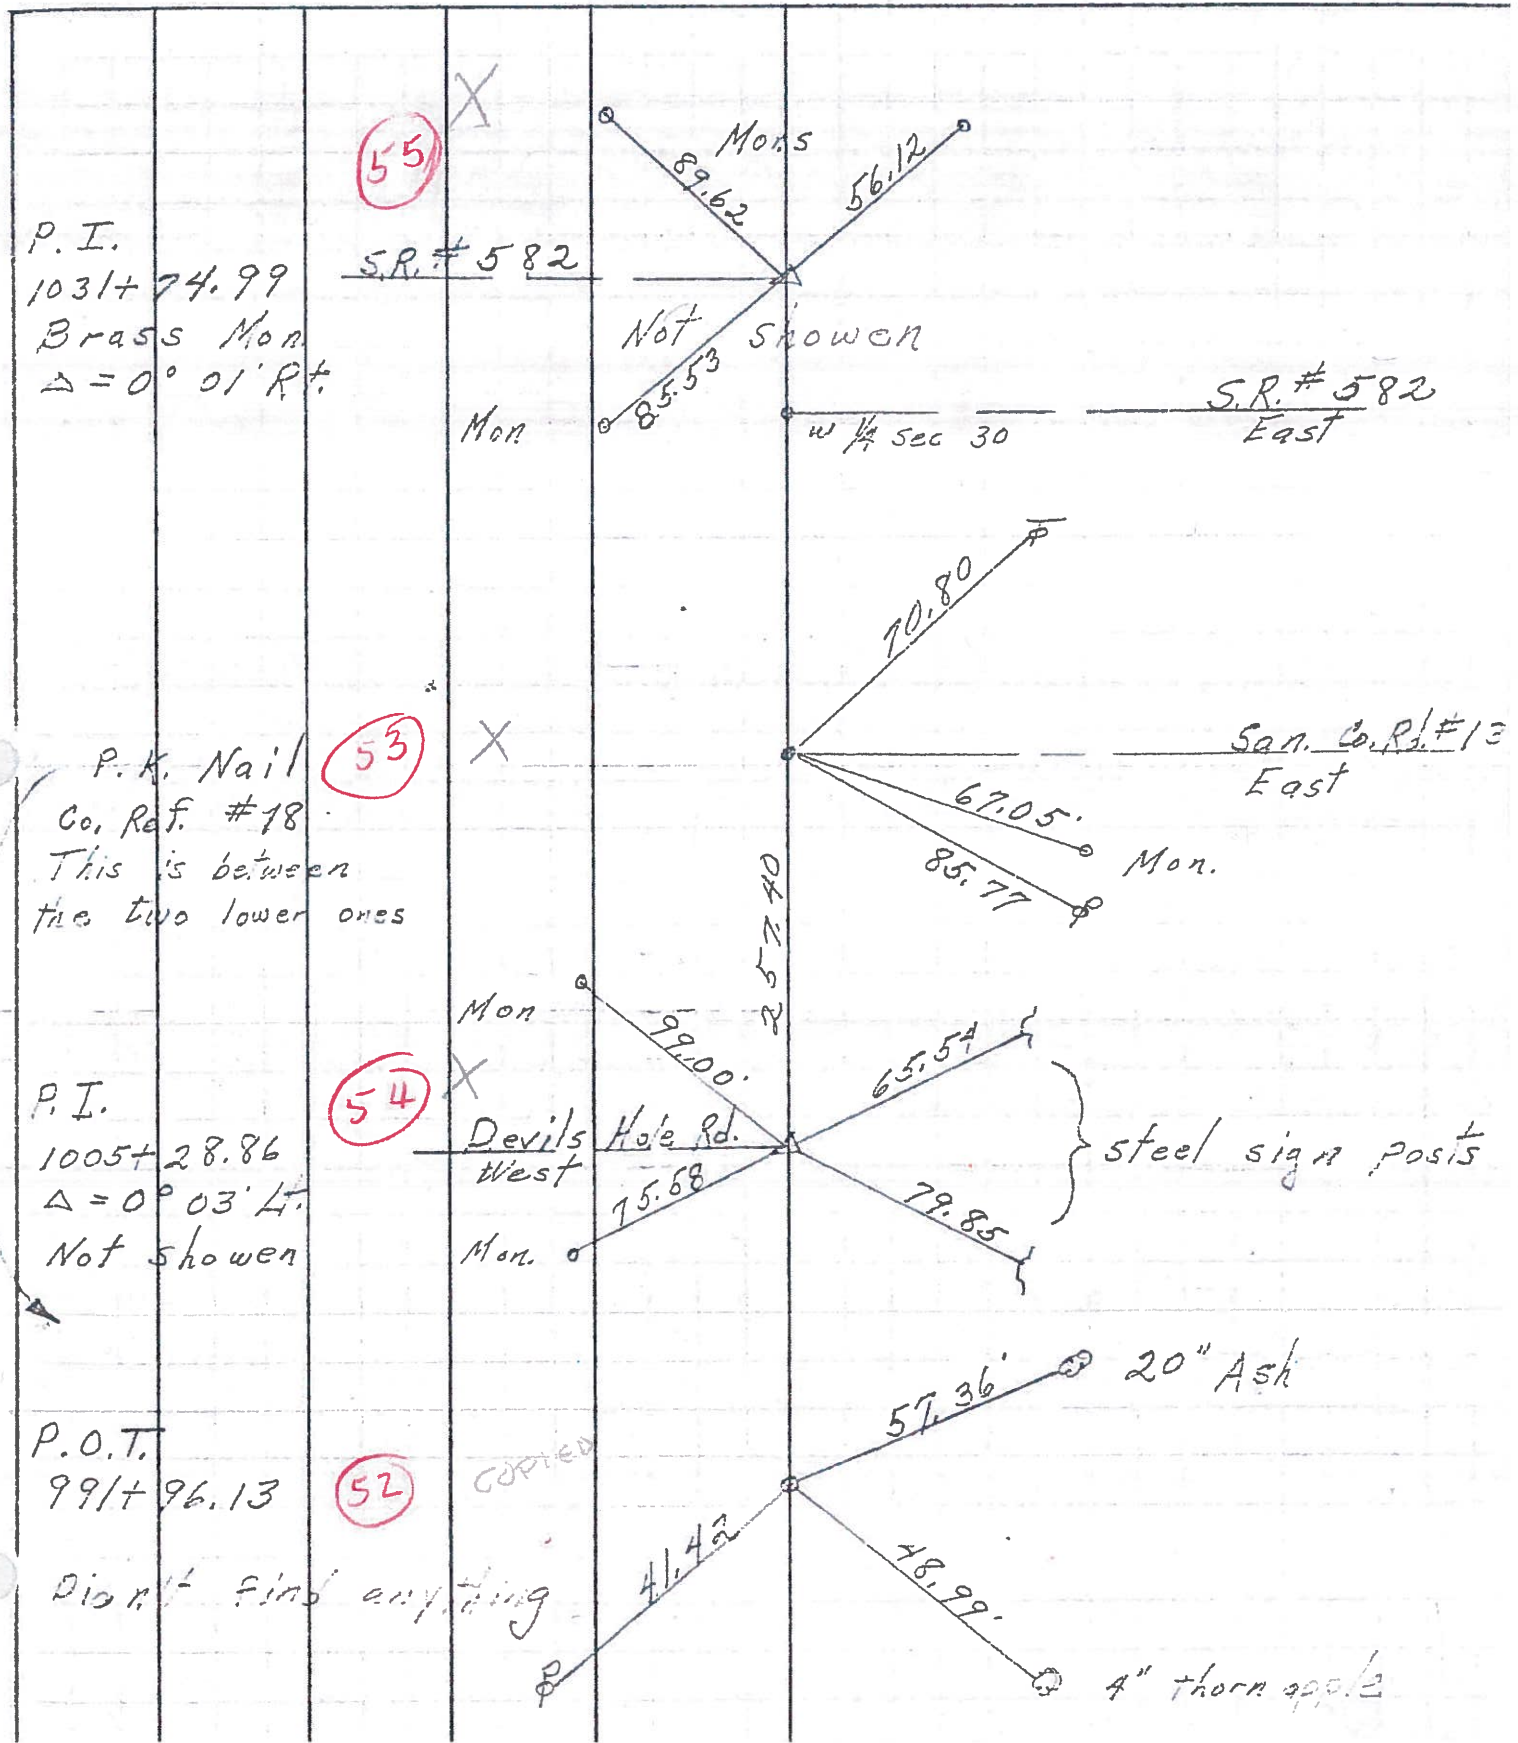 X
55
Mons
89.62
56.12
P. I.
1031+74.99
Brass Mon
Δ = 0° 01' Rt.
S.R. # 582
Not Showen
85.53
Mon
S.R. # 582
East
W 1/4 Sec 30
70.80
P. K. Nail
53
X
Co. Ref. #78
This is between
the two lower ones
San. Co. Rd. #13
East
67.05'
Mon.
85.77
2657.40
Mon
99.00'
65.54
P. I.
54
X
1005+28.86
Δ = 0° 03' Lt.
Not showen
Devils Hole Rd.
West
75.58
Mon.
79.85
steel sign posts
57.36'
20" Ash
P.O.T.
991+96.13
52
COPIED
Didn't find anything
41.42
48.99'
4" thorn apple